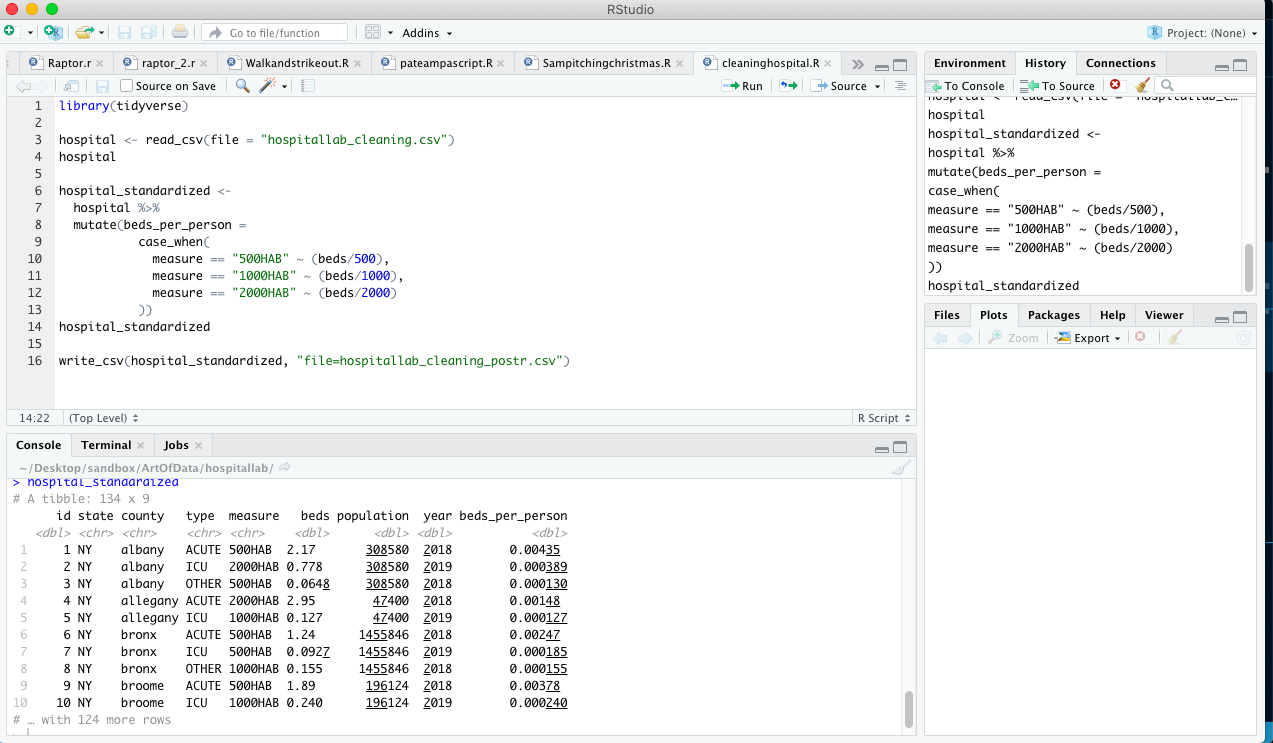 RStudio
Go to file/function
Addins
Project: (None)
Raptor.r
raptor_2.r
Walkandstrikeout.R
pateampascript.R
Sampitchingchristmas.R
cleaninghospital.R
Source on Save
Run
Source
1 library(tidyverse)
2
3 hospital <- read_csv(file = "hospitallab_cleaning.csv")
4 hospital
5
6 hospital_standardized <-
7 hospital %>%
8 mutate(beds_per_person =
9 case_when(
10 measure == "500HAB" ~ (beds/500),
11 measure == "1000HAB" ~ (beds/1000),
12 measure == "2000HAB" ~ (beds/2000)
13 ))
14 hospital_standardized
15
16 write_csv(hospital_standardized, "file=hospitallab_cleaning_postr.csv")
14:22 (Top Level) R Script
Console Terminal Jobs
~/Desktop/sandbox/ArtOfData/hospitallab/
> hospital_standardized
# A tibble: 134 x 9
id state county type measure beds population year beds_per_person
<dbl> <chr> <chr> <chr> <chr> <dbl> <dbl> <dbl> <dbl>
1 1 NY albany ACUTE 500HAB 2.17 308580 2018 0.00435
2 2 NY albany ICU 2000HAB 0.778 308580 2019 0.000389
3 3 NY albany OTHER 500HAB 0.0648 308580 2018 0.000130
4 4 NY allegany ACUTE 2000HAB 2.95 47400 2018 0.00148
5 5 NY allegany ICU 1000HAB 0.127 47400 2019 0.000127
6 6 NY bronx ACUTE 500HAB 1.24 1455846 2018 0.00247
7 7 NY bronx ICU 500HAB 0.0927 1455846 2019 0.000185
8 8 NY bronx OTHER 1000HAB 0.155 1455846 2018 0.000155
9 9 NY broome ACUTE 500HAB 1.89 196124 2018 0.00378
10 10 NY broome ICU 1000HAB 0.240 196124 2019 0.000240
# … with 124 more rows
Environment History Connections
To Console To Source
hospital <- read_csv(file = "hospitallab_c…
hospital
hospital_standardized <-
hospital %>%
mutate(beds_per_person =
case_when(
measure == "500HAB" ~ (beds/500),
measure == "1000HAB" ~ (beds/1000),
measure == "2000HAB" ~ (beds/2000)
))
hospital_standardized
Files Plots Packages Help Viewer
Zoom Export